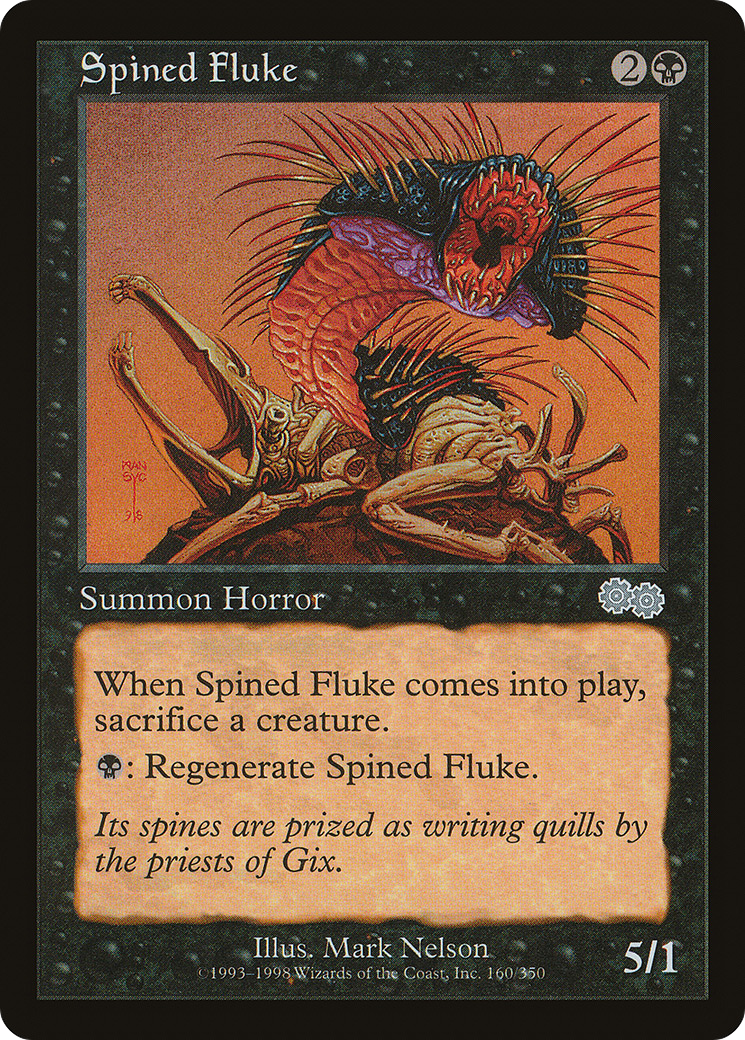 Spined Fluke
2
Summon Horror
When Spined Fluke comes into play,
sacrifice a creature.
: Regenerate Spined Fluke.
Its spines are prized as writing quills by
the priests of Gix.
Illus. Mark Nelson
5/1
©1993–1998 Wizards of the Coast, Inc. 160/350